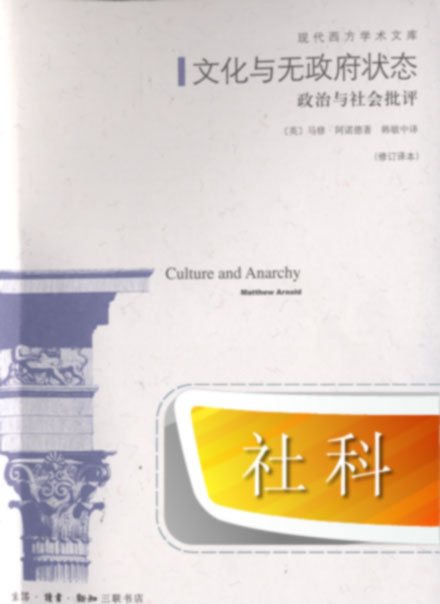 现代西方学术文库
文化与无政府状态
政治与社会批评
〔英〕马修·阿诺德著 韩敏中译
(修订译本)
Culture and Anarchy
Matthew Arnold
社科
生活·读书·新知三联书店